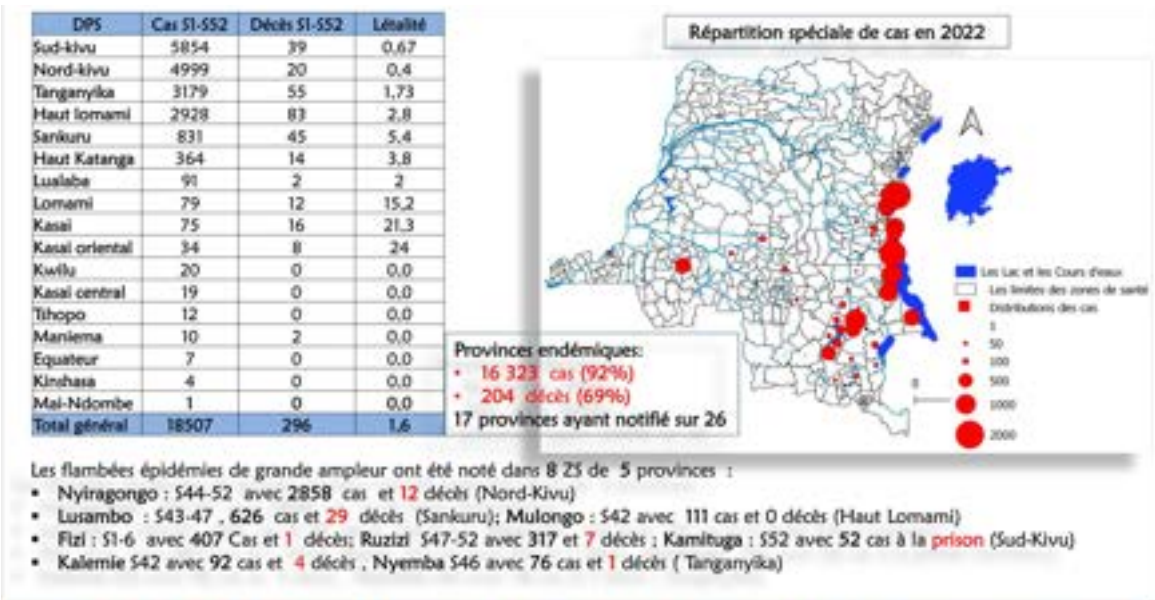 DPS Cas S1-S52 Décès S1-S52 Létalité
Sud-kivu 5854 39 0,67
Nord-kivu 4999 20 0,4
Tanganyika 3179 55 1,73
Haut lomami 2928 83 2,8
Sankuru 831 45 5,4
Haut Katanga 364 14 3,8
Lualaba 91 2 2
Lomami 79 12 15,2
Kasai 75 16 21,3
Kasai oriental 34 8 24
Kwilu 20 0 0,0
Kasai central 19 0 0,0
Tshopo 12 0 0,0
Maniema 10 2 0,0
Equateur 7 0 0,0
Kinshasa 4 0 0,0
Mai-Ndombe 1 0 0,0
Total général 18507 296 1,6
Répartition spéciale de cas en 2022
Les Lac et les Cours d'eaux
Les limites des zones de santé
Distributions des cas
1
50
100
500
1000
2000
0
Provinces endémiques:
• 16 323 cas (92%)
• 204 décès (69%)
17 provinces ayant notifié sur 26
Les flambées épidémies de grande ampleur ont été noté dans 8 ZS de 5 provinces :
▪ Nyiragongo : S44-52 avec 2858 cas et 12 décès (Nord-Kivu)
▪ Lusambo : S43-47 , 626 cas et 29 décès (Sankuru); Mulongo : S42 avec 111 cas et 0 décès (Haut Lomami)
▪ Fizi : S1-6 avec 407 Cas et 1 décès; Ruzizi S47-52 avec 317 et 7 décès ; Kamituga : S52 avec 52 cas à la prison (Sud-Kivu)
▪ Kalemie S42 avec 92 cas et 4 décès , Nyemba S46 avec 76 cas et 1 décès ( Tanganyika)